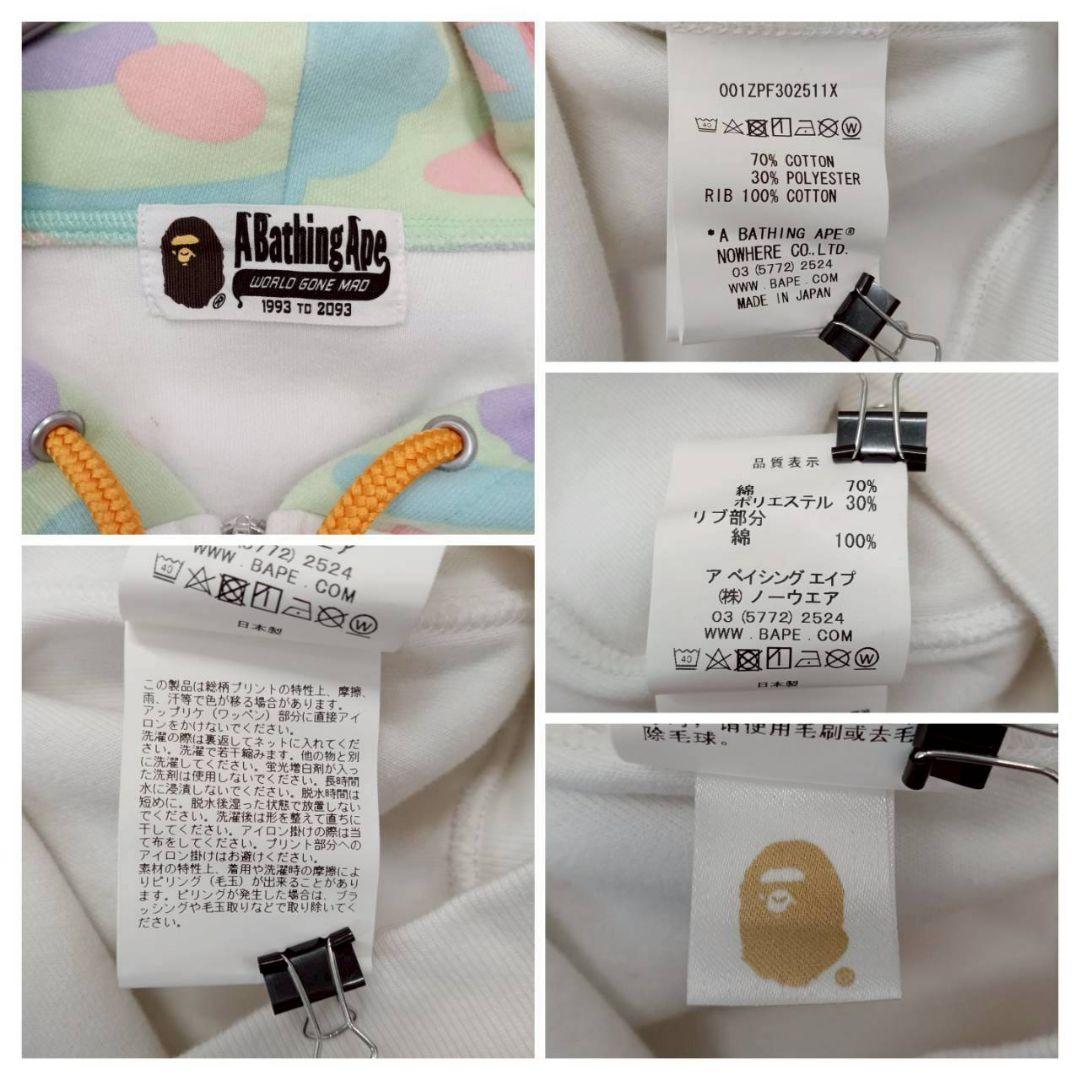 A Bathing Ape
WORLD GONE MAD
1993 TO 2093
®
001ZPF302511X
40 W
70% COTTON
30% POLYESTER
RIB 100% COTTON
*A BATHING APE®
NOWHERE CO.,LTD.
03 (5772) 2524
WWW.BAPE.COM
MADE IN JAPAN
品質表示
綿 70%
ポリエステル 30%
リブ部分
綿 100%
ア ベイシング エイプ
(株) ノーウエア
03 (5772) 2524
WWW.BAPE.COM
40 W
日本製
(5772) 2524
WWW.BAPE.COM
40 W
日本製
この製品は総柄プリントの特性上、摩擦、
雨、汗等で色が移る場合があります。
アップリケ(ワッペン)部分に直接アイ
ロンをかけないでください。
洗濯の際は裏返してネットに入れてくだ
さい。洗濯で若干縮みます。他の物と別
に洗濯してください。蛍光増白剤が入っ
た洗剤は使用しないでください。長時間
水に浸漬しないでください。脱水時間は
短めに。脱水後湿った状態で放置しない
でください。洗濯後は形を整えて直ちに
干してください。アイロン掛けの際は当
て布をしてください。プリント部分への
アイロン掛けはお避けください。
素材の特性上、着用や洗濯時の摩擦によ
りピリング(毛玉)が出来ることがあり
ます。ピリングが発生した場合は、ブラ
ッシングや毛玉取りなどで取り除いてく
ださい。
请使用毛刷或去毛
除毛球。
®